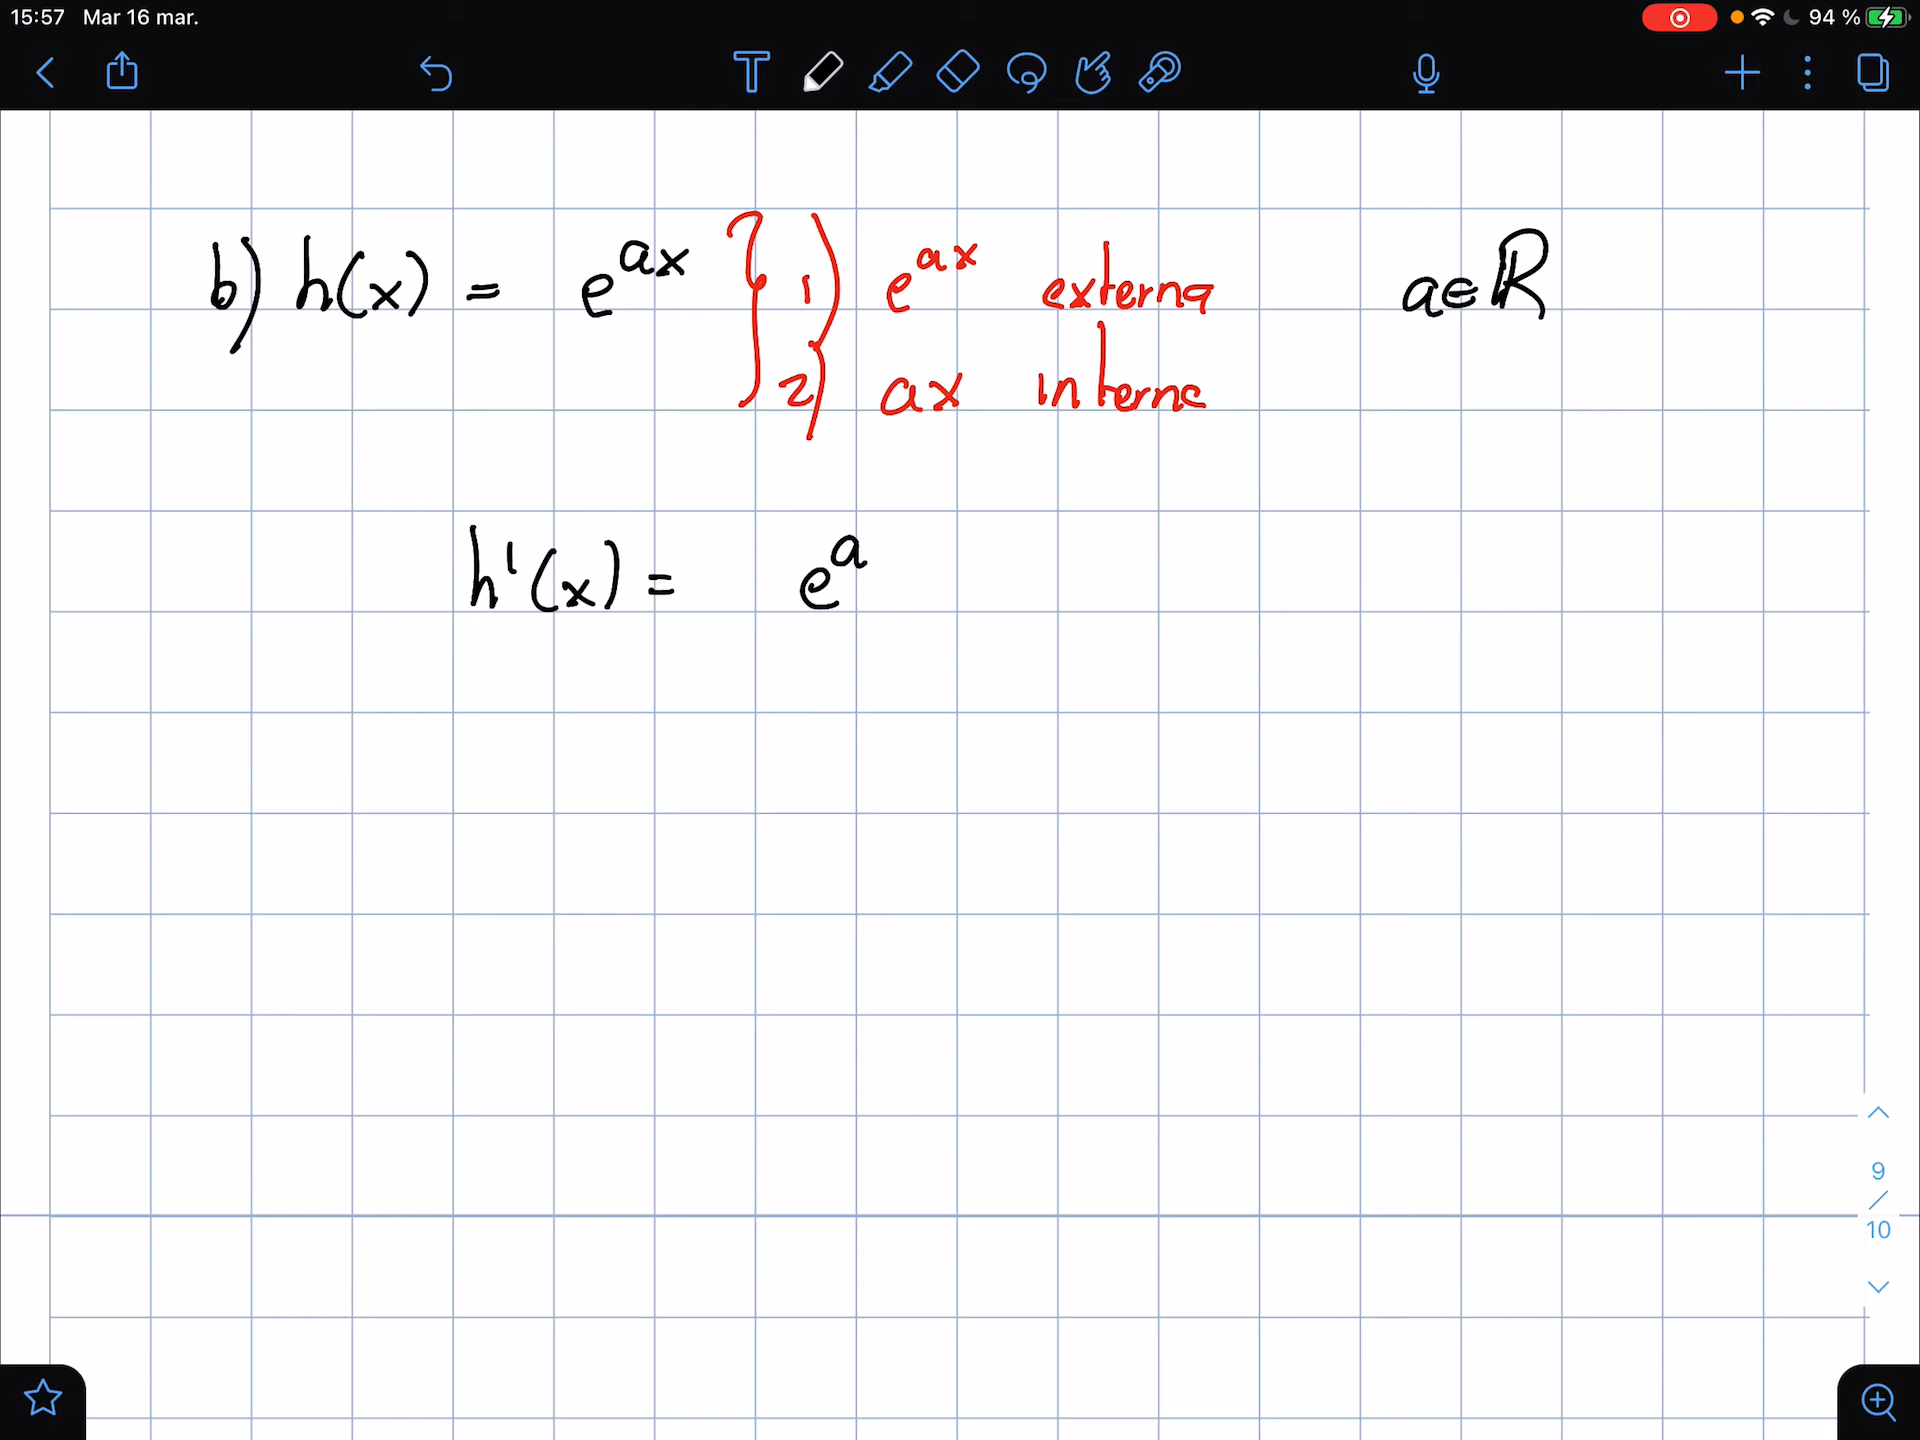 15:57 Mar 16 mar. 94 %
b) h(x) = e^{ax} 1) e^{ax} externa a ∈ ℝ
2) ax interna
h'(x) = e^{a}
9
/
10